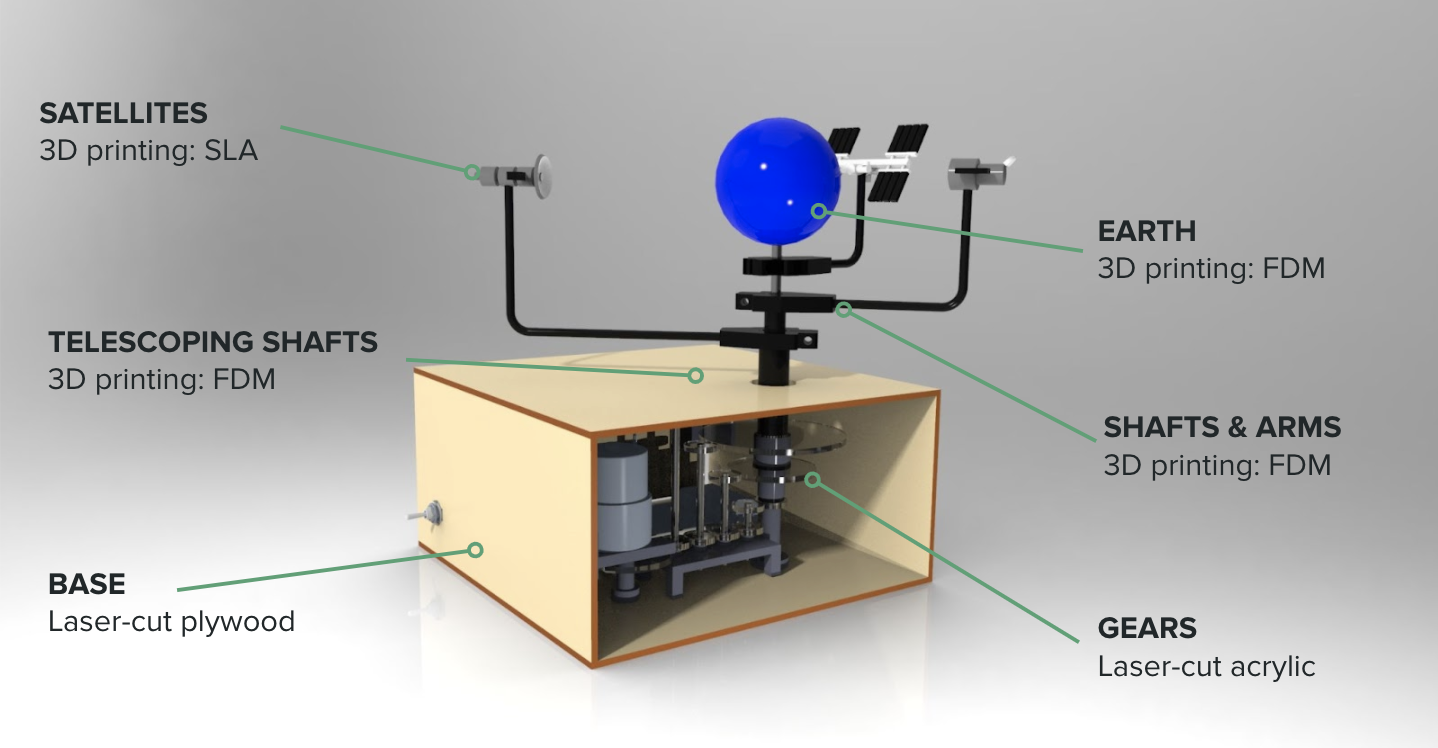 SATELLITES
3D printing: SLA
EARTH
3D printing: FDM
TELESCOPING SHAFTS
3D printing: FDM
SHAFTS & ARMS
3D printing: FDM
BASE
Laser-cut plywood
GEARS
Laser-cut acrylic